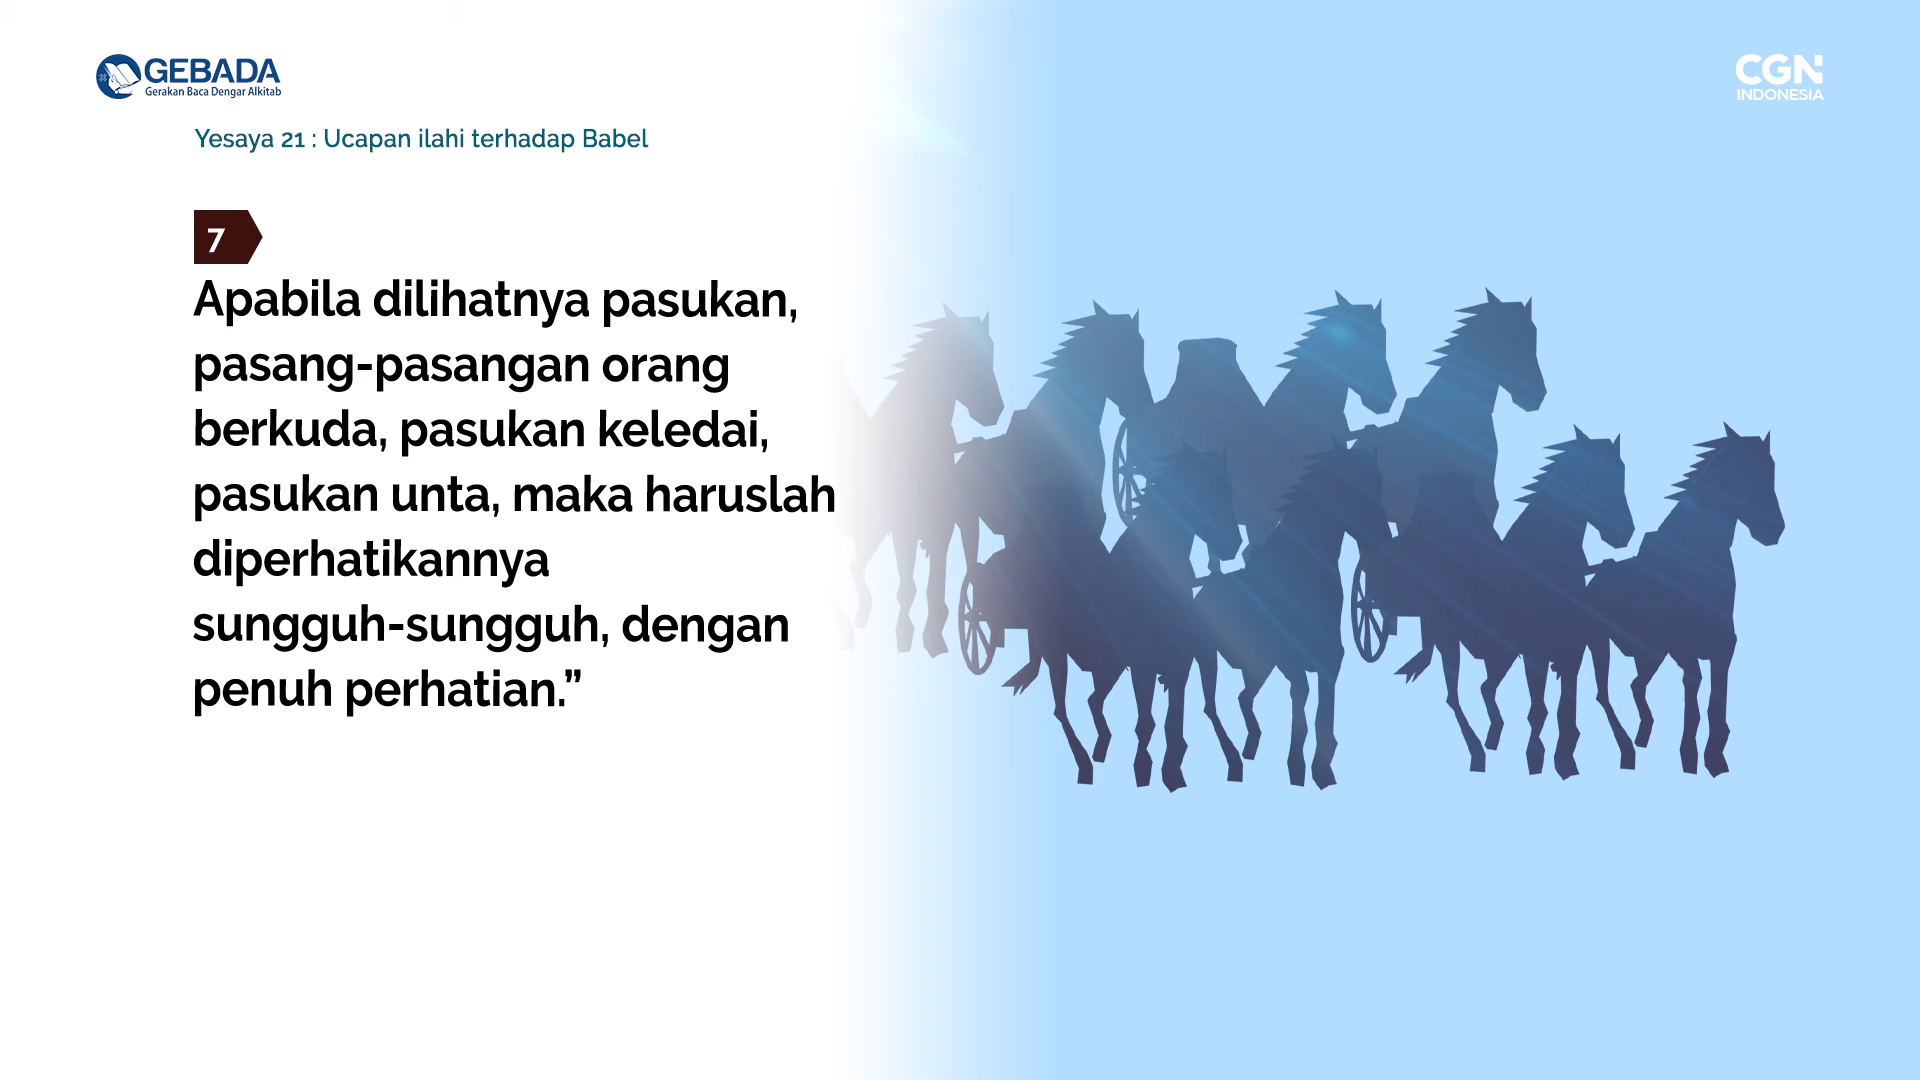 GEBADA
Gerakan Baca Dengar Alkitab
CGN
INDONESIA
Yesaya 21 : Ucapan ilahi terhadap Babel
7
Apabila dilihatnya pasukan,
pasang-pasangan orang
berkuda, pasukan keledai,
pasukan unta, maka haruslah
diperhatikannya
sungguh-sungguh, dengan
penuh perhatian.”